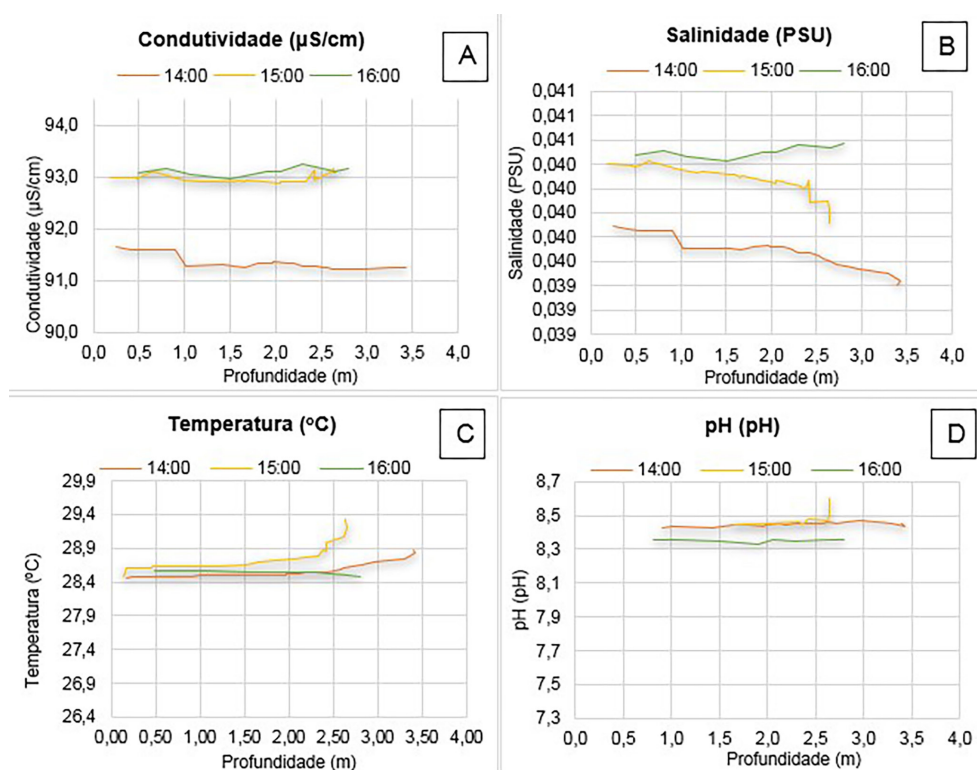 Condutividade (µS/cm)
A
14:00 15:00 16:00
94,0
93,0
92,0
91,0
90,0
Condutividade (µS/cm)
0,0 0,5 1,0 1,5 2,0 2,5 3,0 3,5 4,0
Profundidade (m)
Salinidade (PSU)
B
14:00 15:00 16:00
0,041
0,041
0,041
0,040
0,040
0,040
0,040
0,040
0,039
0,039
0,039
Salinidade (PSU)
0,0 0,5 1,0 1,5 2,0 2,5 3,0 3,5 4,0
Profundidade (m)
Temperatura (ºC)
C
14:00 15:00 16:00
29,9
29,4
28,9
28,4
27,9
27,4
26,9
26,4
Temperatura (ºC)
0,00 0,50 1,00 1,50 2,00 2,50 3,00 3,50 4,00
Profundidade (m)
pH (pH)
D
14:00 15:00 16:00
8,7
8,5
8,3
8,1
7,9
7,7
7,5
7,3
pH (pH)
0,0 0,5 1,0 1,5 2,0 2,5 3,0 3,5 4,0
Profundidade (m)